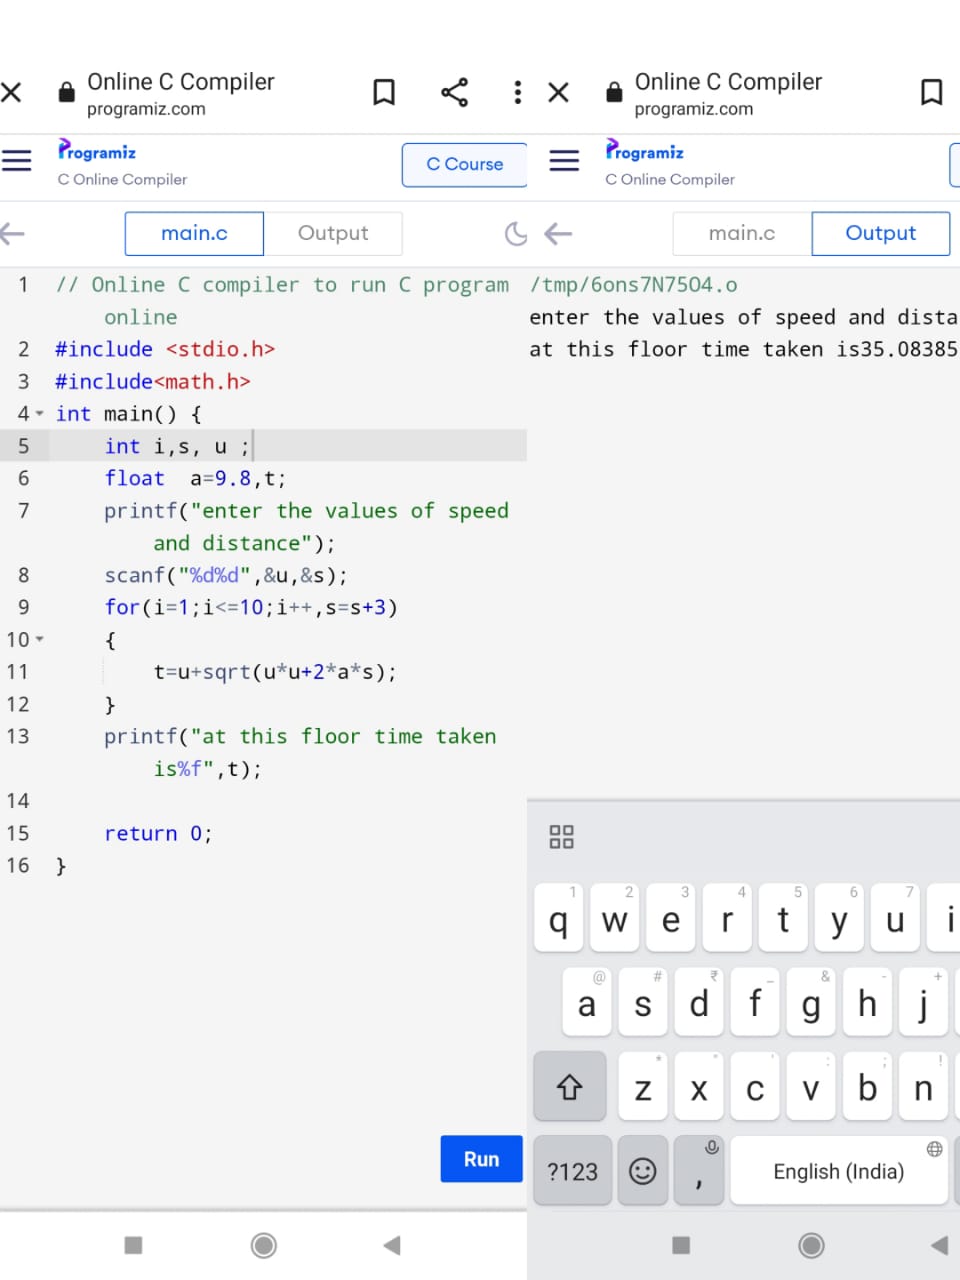 Online C Compiler
programiz.com
Programiz
C Online Compiler
C Course
main.c
Output
1 // Online C compiler to run C program
online
2 #include <stdio.h>
3 #include<math.h>
4 int main() {
5 int i,s, u ;
6 float  a=9.8,t;
7 printf("enter the values of speed
and distance");
8 scanf("%d%d",&u,&s);
9 for(i=1;i<=10;i++,s=s+3)
10 {
11 t=u+sqrt(u*u+2*a*s);
12 }
13 printf("at this floor time taken
is%f",t);
14
15 return 0;
16 }
Run
Online C Compiler
programiz.com
Programiz
C Online Compiler
main.c
Output
/tmp/6ons7N75O4.o
enter the values of speed and dista
at this floor time taken is35.08385
1 2 3 4 5 6 7
q w e r t y u i
@ # ₹ _ & - +
a s d f g h j
* " ' : ; !
z x c v b n
?123 , English (India)